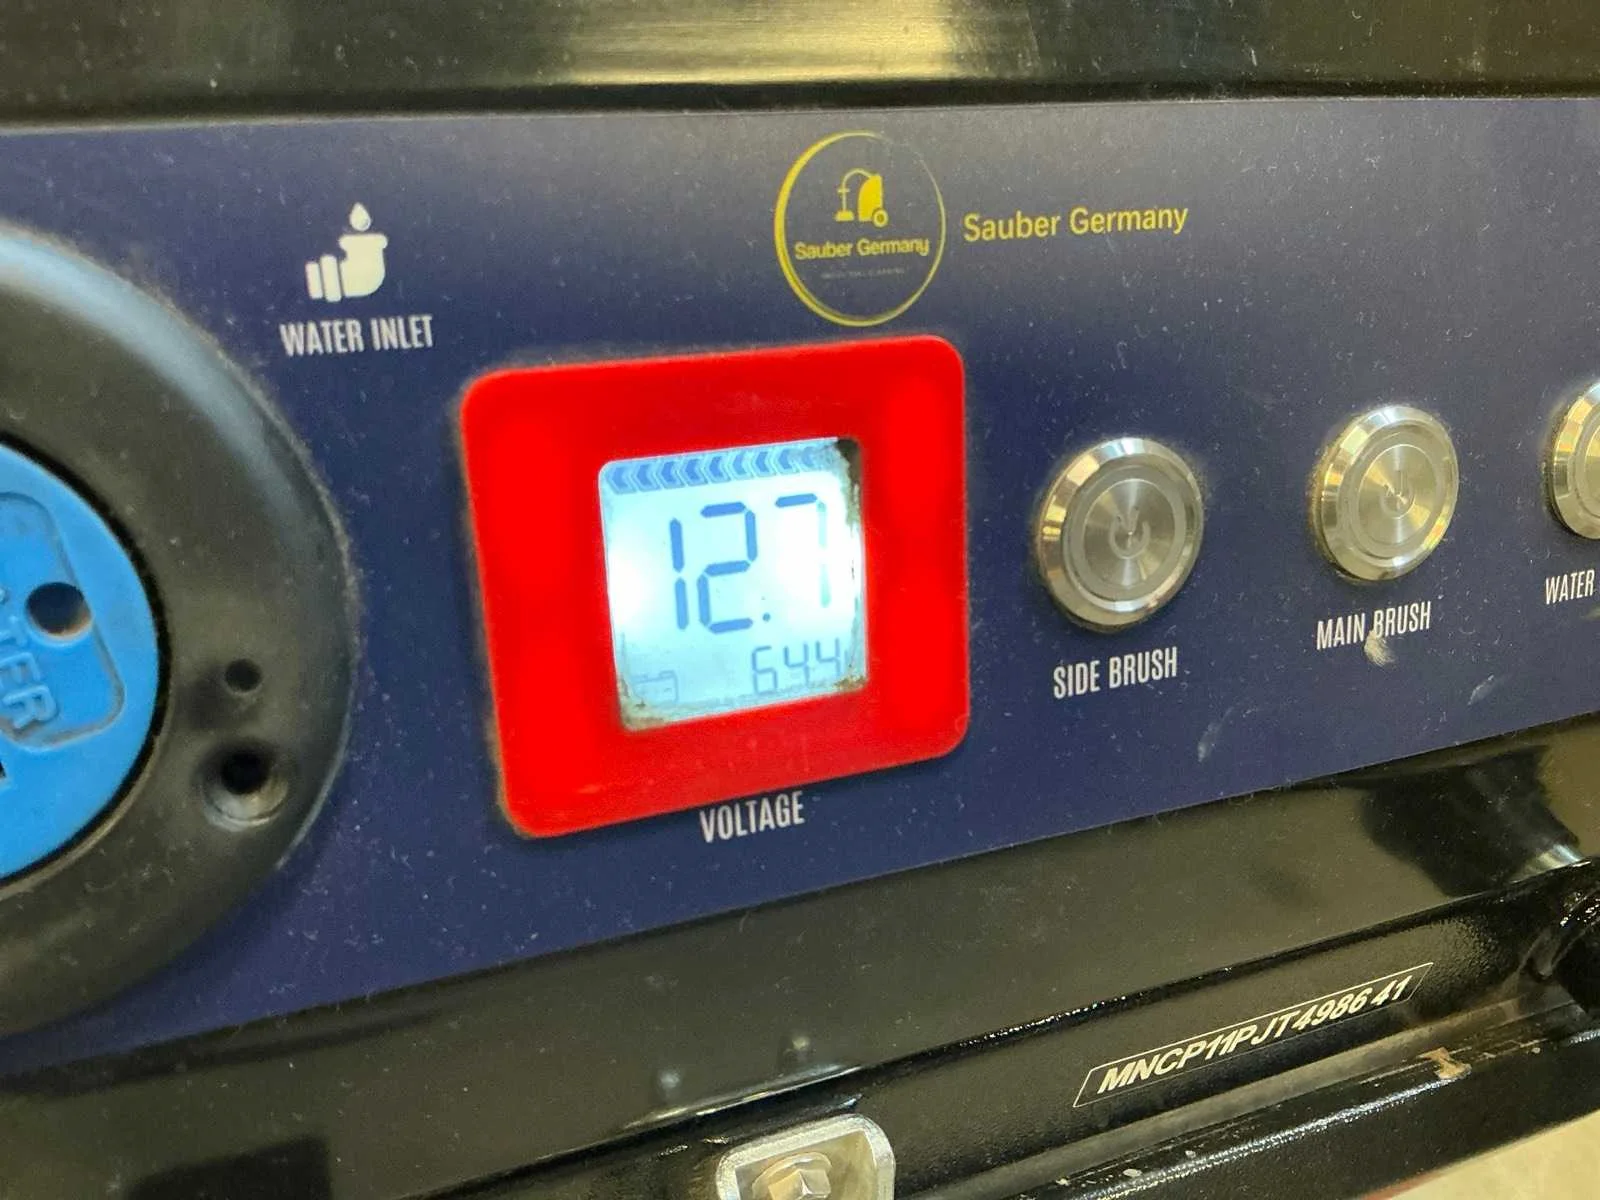 Sauber Germany
Sauber Germany
WATER INLET
12.7
64.4
VOLTAGE
SIDE BRUSH
MAIN BRUSH
WATER
MNCP11PJT4986 41